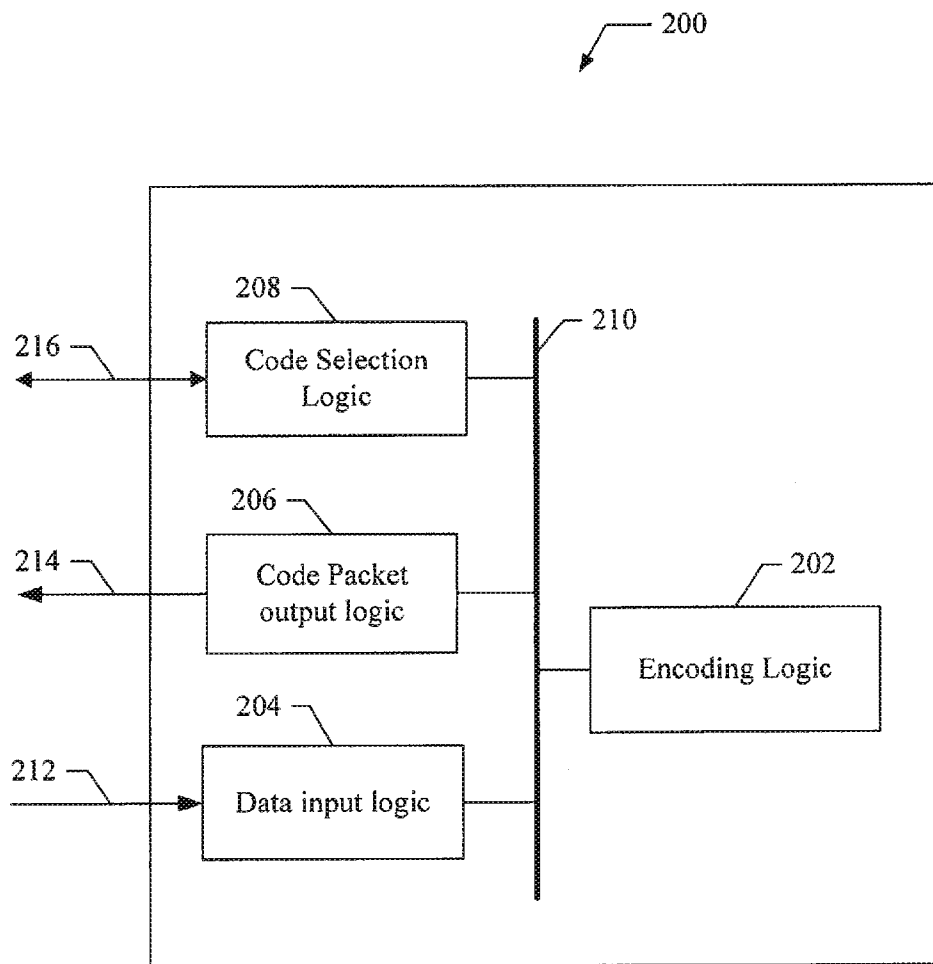 200
208
210
216
Code Selection
Logic
206
214
Code Packet
output logic
202
Encoding Logic
204
212
Data input logic